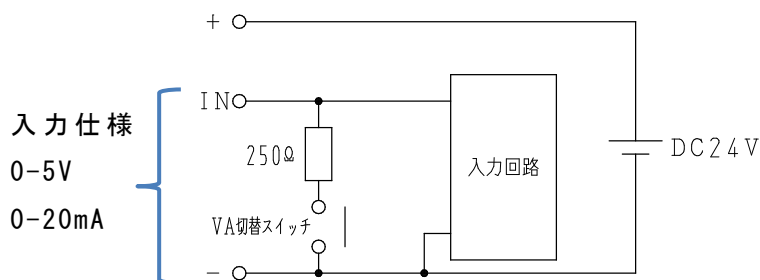 +
IN
入力仕様
0-5V
0-20mA
250Ω
VA切替スイッチ
入力回路
DC24V
-